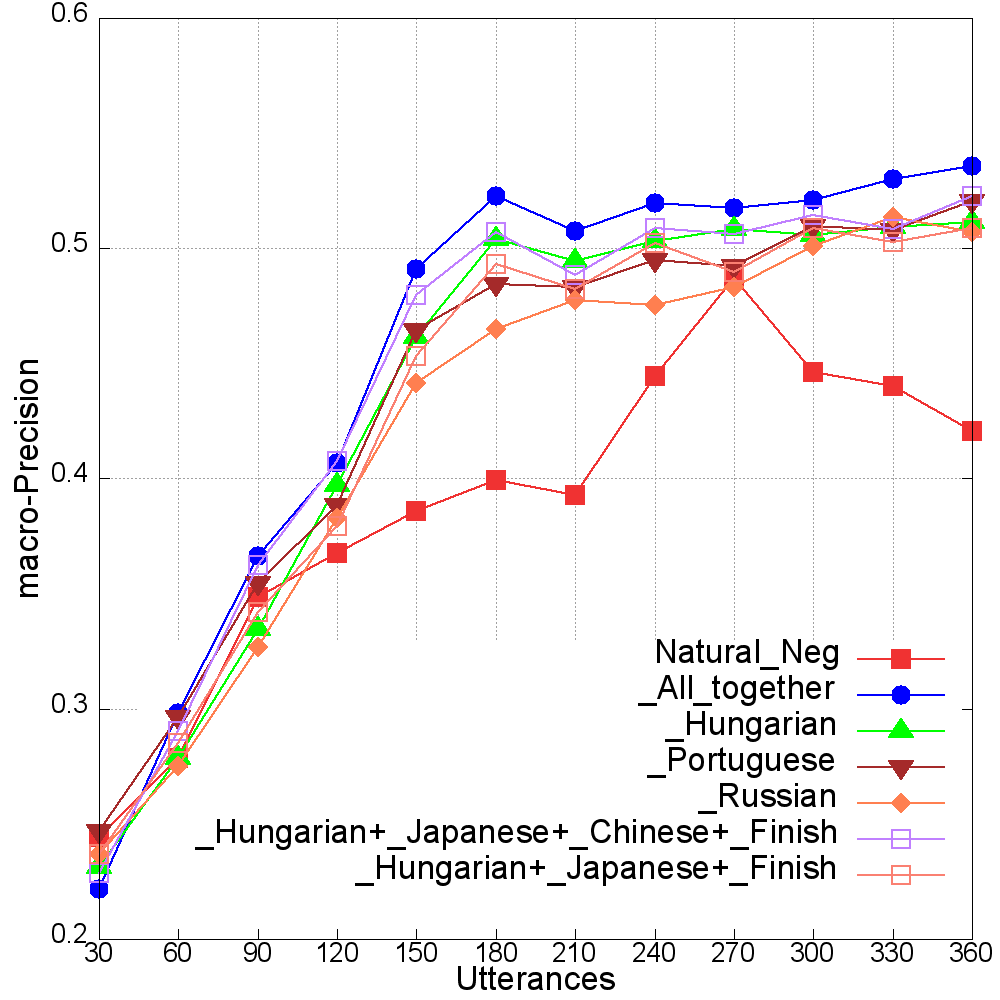 0.6
0.5
0.4
0.3
0.2
macro-Precision
Natural_Neg
_All_together
_Hungarian
_Portuguese
_Russian
_Hungarian+_Japanese+_Chinese+_Finish
_Hungarian+_Japanese+_Finish
30 60 90 120 150 180 210 240 270 300 330 360
Utterances